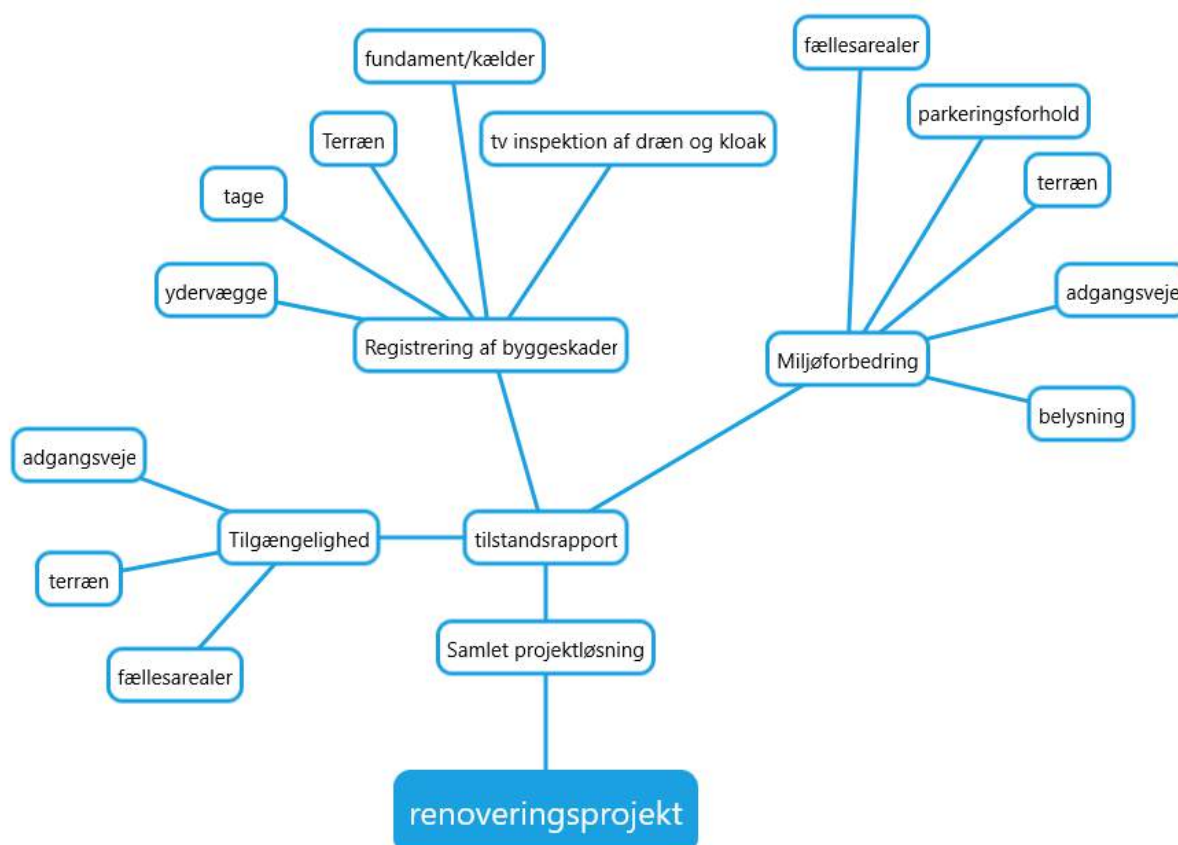 fællesarealer
fundament/kælder
parkeringsforhold
Terræn
tv inspektion af dræn og kloak
terræn
tage
ydervægge
adgangsveje
Registrering af byggeskader
Miljøforbedring
belysning
adgangsveje
Tilgængelighed
tilstandsrapport
terræn
Samlet projektløsning
fællesarealer
renoveringsprojekt